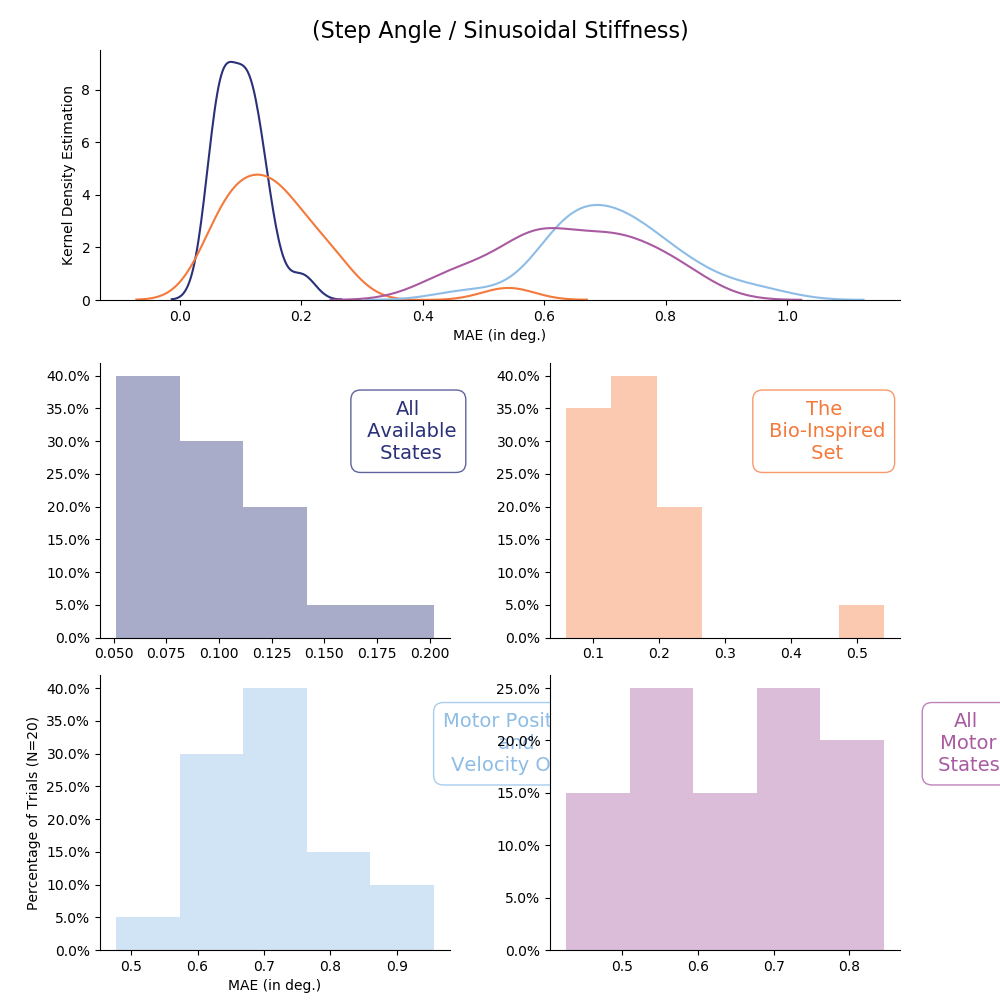 (Step Angle / Sinusoidal Stiffness)
Kernel Density Estimation
8
6
4
2
0
0.0 0.2 0.4 0.6 0.8 1.0
MAE (in deg.)
40.0%
35.0%
30.0%
25.0%
20.0%
15.0%
10.0%
5.0%
0.0%
0.050 0.075 0.100 0.125 0.150 0.175 0.200
All
Available
States
40.0%
35.0%
30.0%
25.0%
20.0%
15.0%
10.0%
5.0%
0.0%
0.1 0.2 0.3 0.4 0.5
The
Bio-Inspired
Set
Percentage of Trials (N=20)
40.0%
35.0%
30.0%
25.0%
20.0%
15.0%
10.0%
5.0%
0.0%
0.5 0.6 0.7 0.8 0.9
MAE (in deg.)
Motor Posit
and
Velocity O
25.0%
20.0%
15.0%
10.0%
5.0%
0.0%
0.5 0.6 0.7 0.8
All
Motor
States